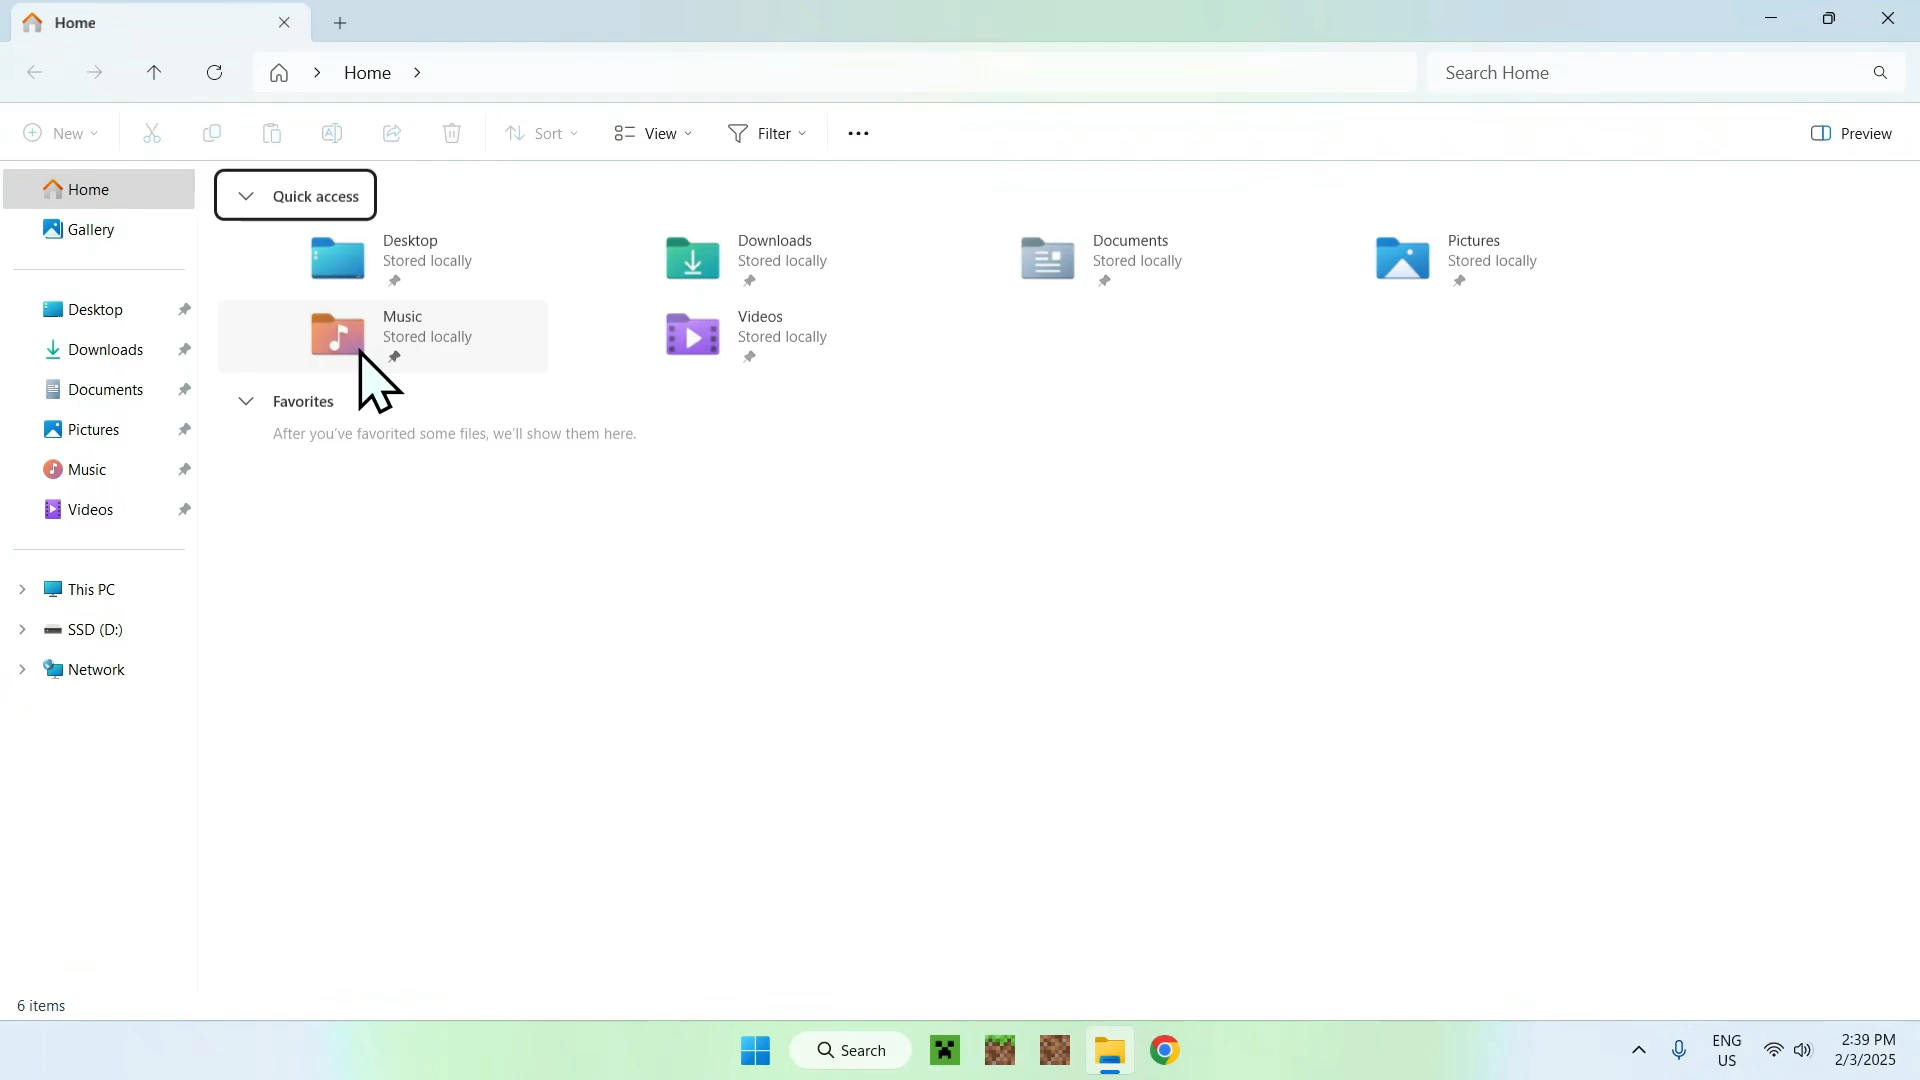 Home
Home
Search Home
New
Sort
View
Filter
Preview
Home
Gallery
Desktop
Downloads
Documents
Pictures
Music
Videos
This PC
SSD (D:)
Network
Quick access
Desktop
Stored locally
Downloads
Stored locally
Documents
Stored locally
Pictures
Stored locally
Music
Stored locally
Videos
Stored locally
Favorites
After you've favorited some files, we'll show them here.
6 items
Search
ENG
US
2:39 PM
2/3/2025